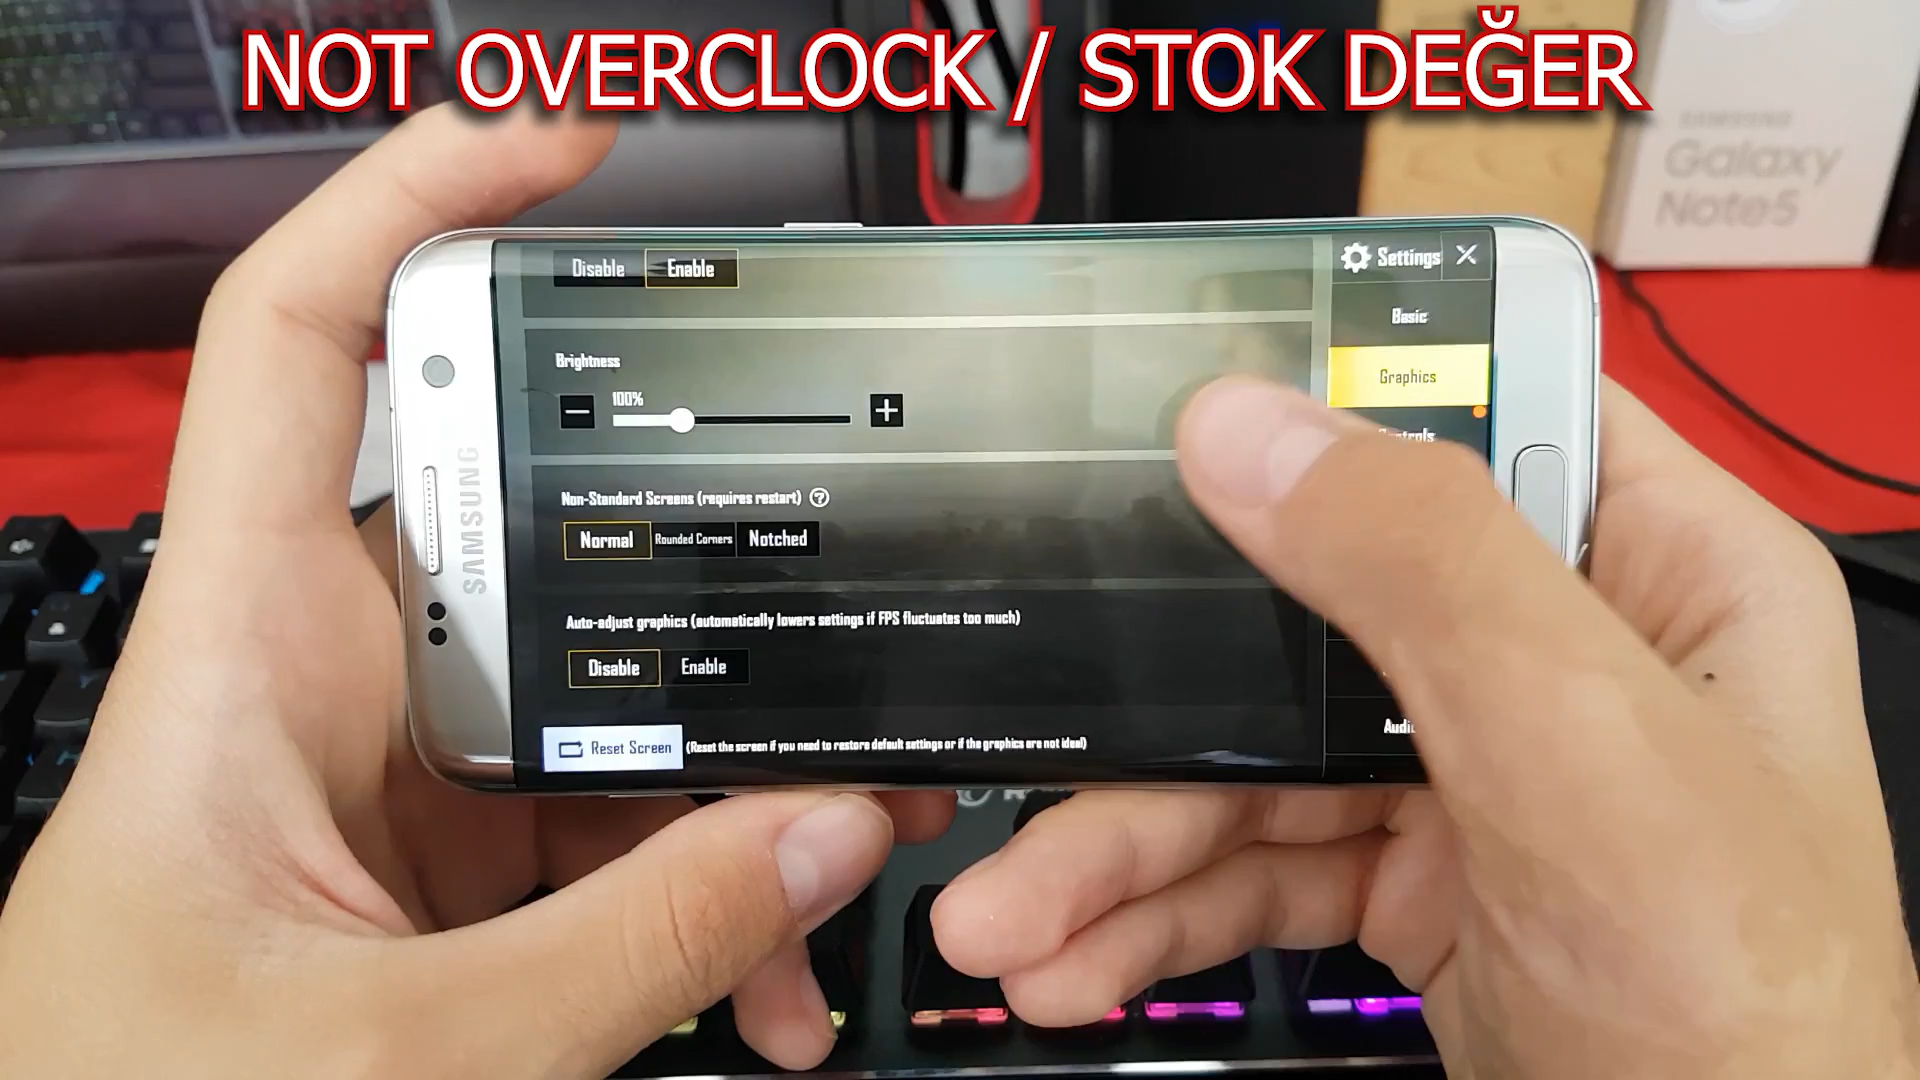 NOT OVERCLOCK / STOK DEĞER
SAMSUNG
Galaxy
Note5
Disable Enable
Settings
Basic
Brightness
Graphics
100%
Non-Standard Screens (requires restart)
Normal Rounded Corners Notched
Auto-adjust graphics (automatically lowers settings if FPS fluctuates too much)
Disable Enable
Reset Screen (Reset the screen if you need to restore default settings or if the graphics are not ideal)
SAMSUNG